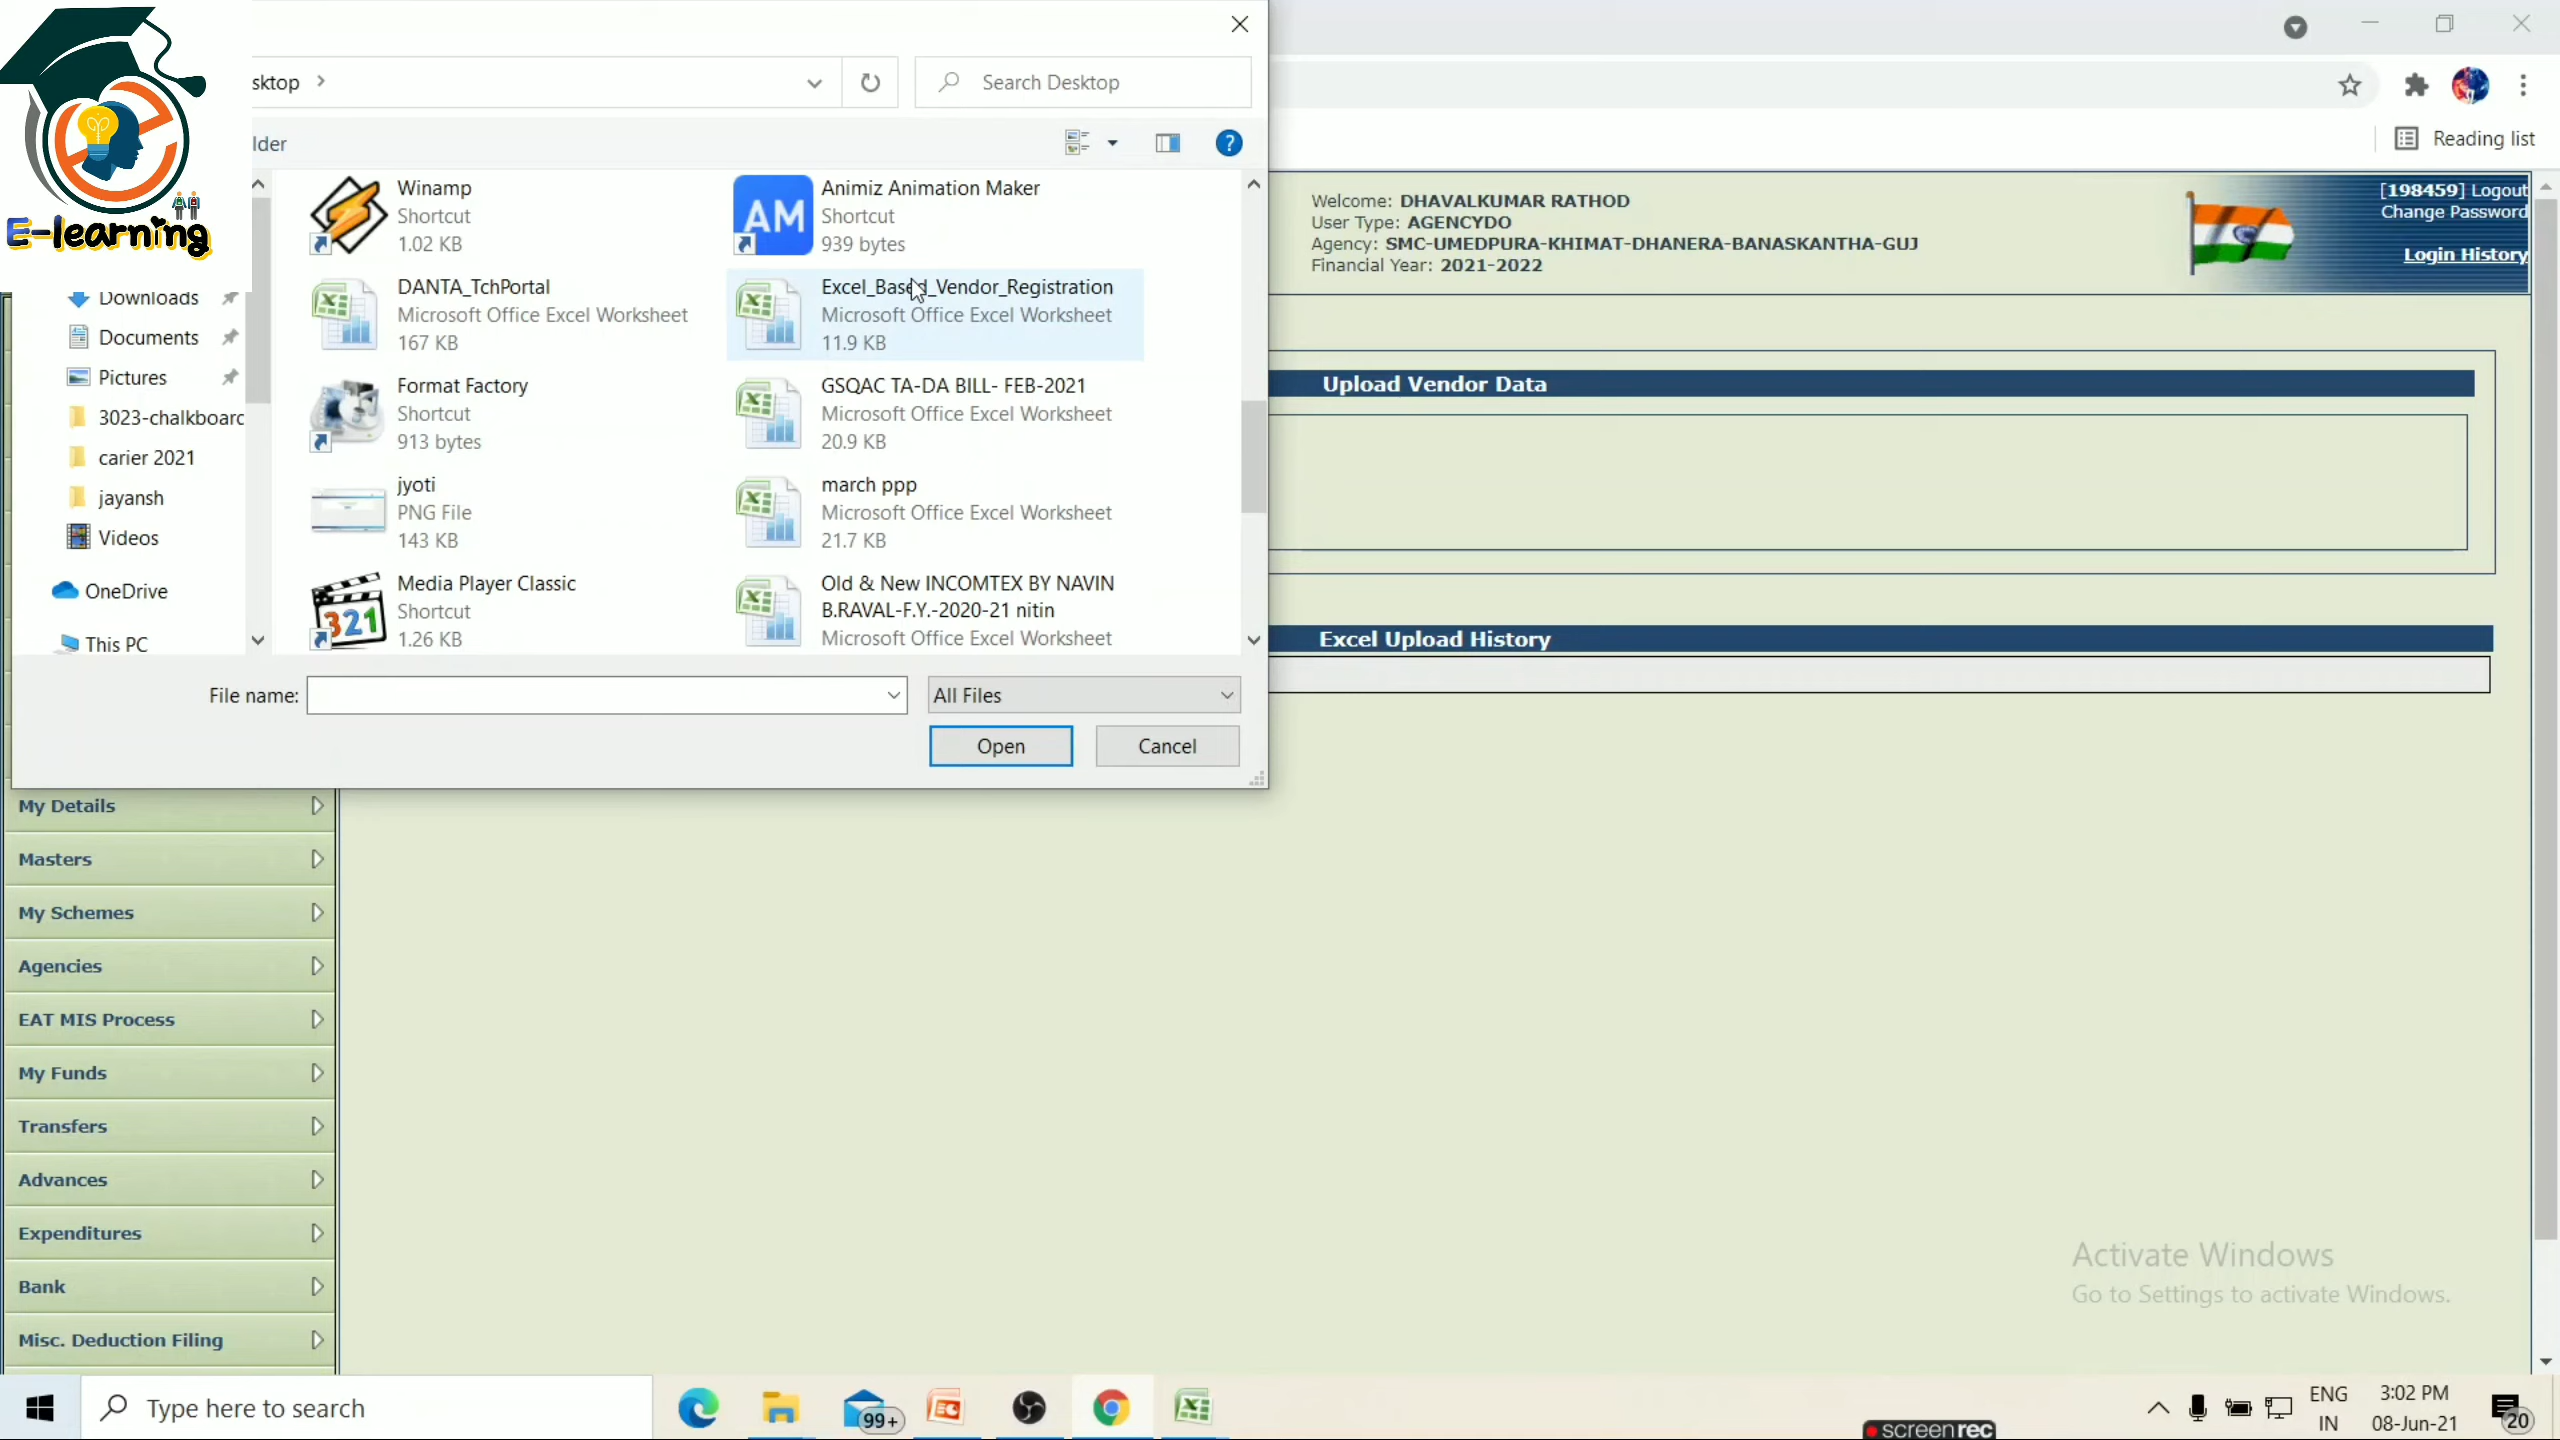 E-learning
sktop
Search Desktop
lder
Reading list
Winamp
Shortcut
1.02 KB
Animiz Animation Maker
Shortcut
939 bytes
AM
DANTA_TchPortal
Microsoft Office Excel Worksheet
167 KB
Excel_Based_Vendor_Registration
Microsoft Office Excel Worksheet
11.9 KB
Format Factory
Shortcut
913 bytes
GSQAC TA-DA BILL- FEB-2021
Microsoft Office Excel Worksheet
20.9 KB
jyoti
PNG File
143 KB
march ppp
Microsoft Office Excel Worksheet
21.7 KB
Media Player Classic
Shortcut
1.26 KB
321
Old & New INCOMTEX BY NAVIN
B.RAVAL-F.Y.-2020-21 nitin
Microsoft Office Excel Worksheet
Downloads
Documents
Pictures
3023-chalkboarc
carier 2021
jayansh
Videos
OneDrive
This PC
File name:
All Files
Open
Cancel
Welcome: DHAVALKUMAR RATHOD
User Type: AGENCYDO
Agency: SMC-UMEDPURA-KHIMAT-DHANERA-BANASKANTHA-GUJ
Financial Year: 2021-2022
[198459] Logout
Change Password
Login History
Upload Vendor Data
Excel Upload History
My Details
Masters
My Schemes
Agencies
EAT MIS Process
My Funds
Transfers
Advances
Expenditures
Bank
Misc. Deduction Filing
Activate Windows
Go to Settings to activate Windows.
Type here to search
99+
screenrec
ENG
IN
3:02 PM
08-Jun-21
20